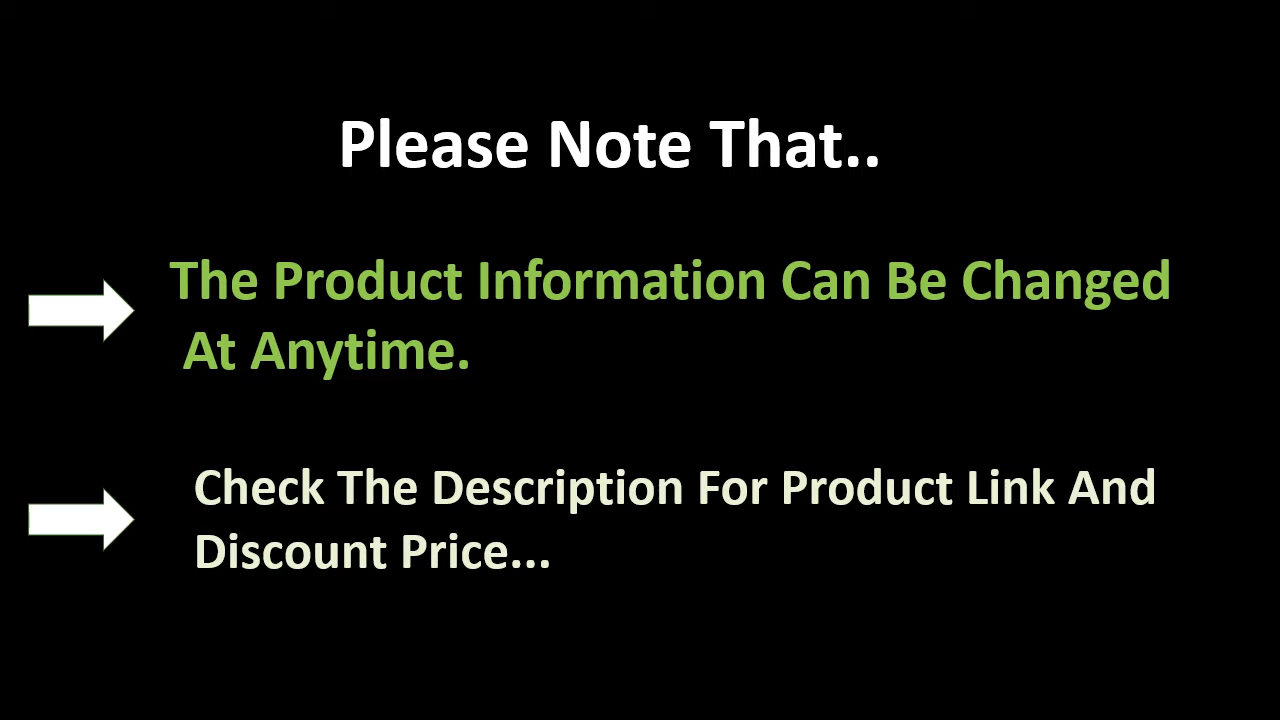 Please Note That..
The Product Information Can Be Changed
At Anytime.
Check The Description For Product Link And
Discount Price...